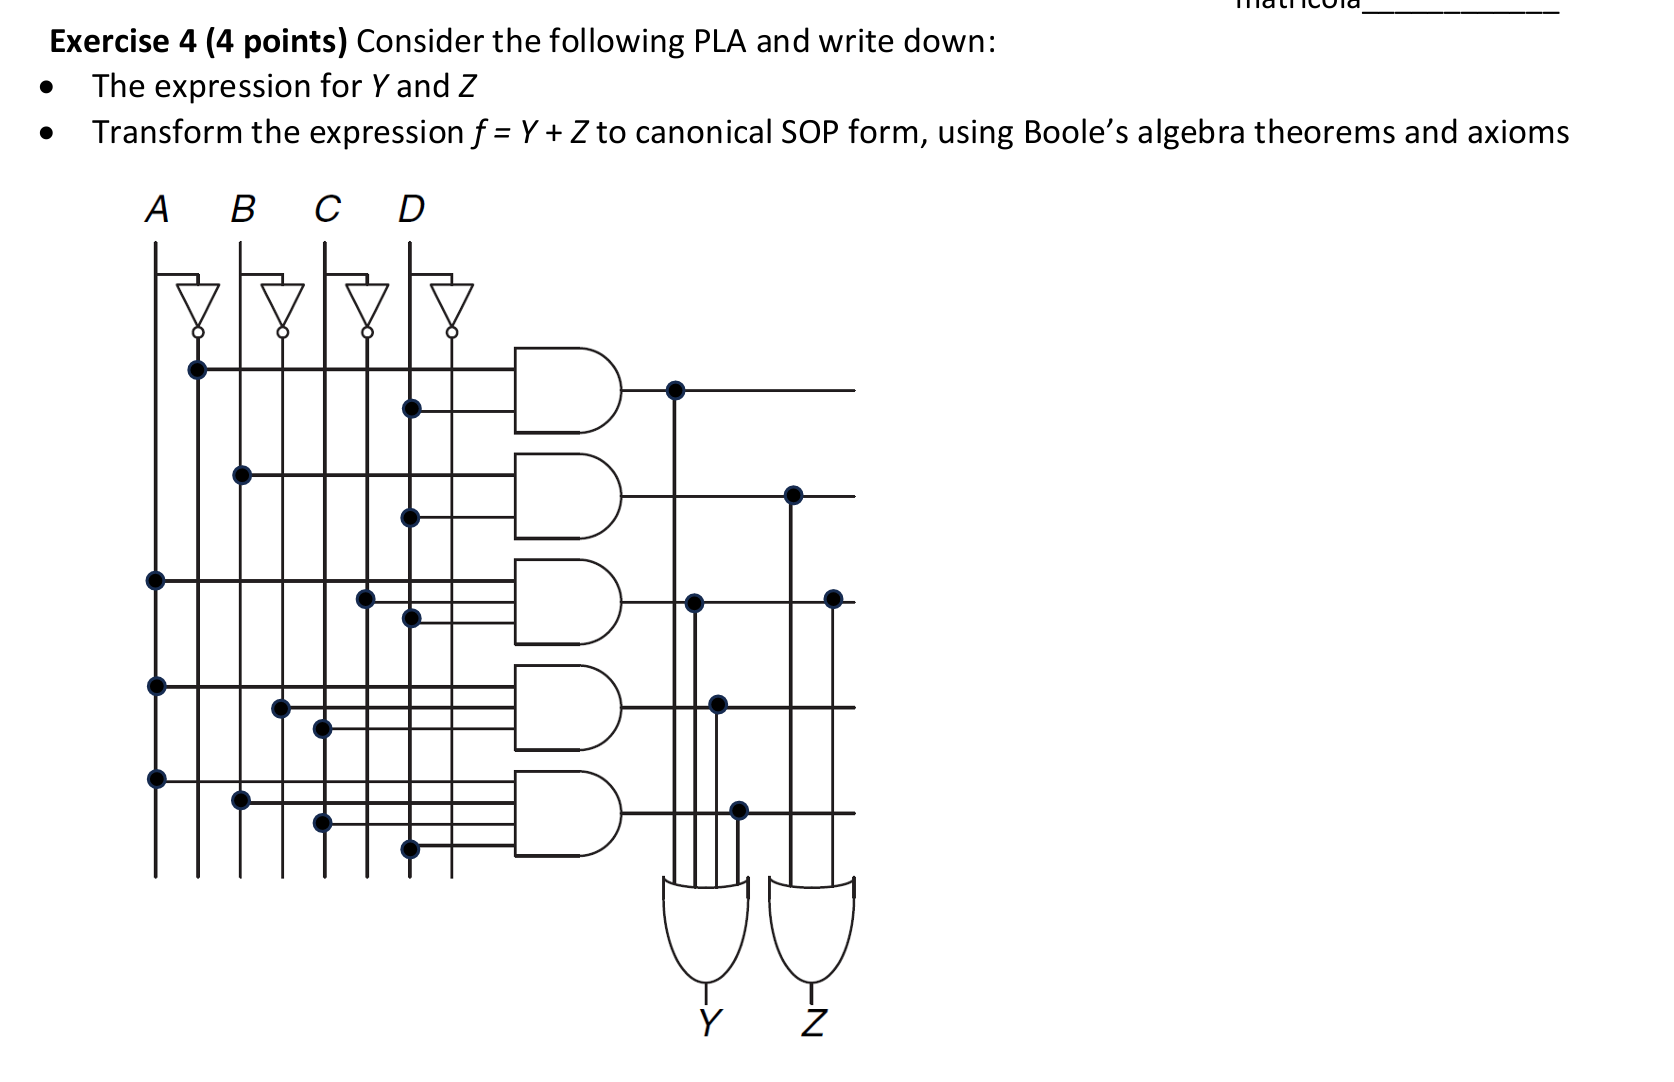 matricola____________
Exercise 4 (4 points) Consider the following PLA and write down:
• The expression for Y and Z
• Transform the expression f = Y + Z to canonical SOP form, using Boole’s algebra theorems and axioms
A B C D
Y Z